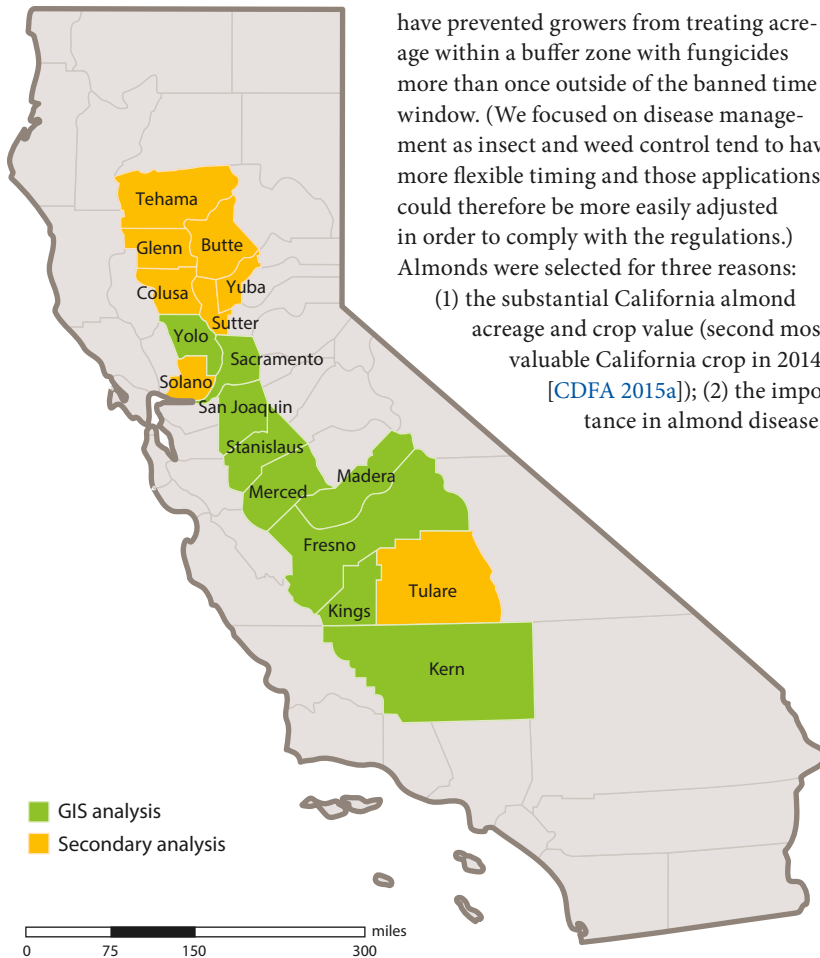 have prevented growers from treating acre-
age within a buffer zone with fungicides
more than once outside of the banned time
window. (We focused on disease manage-
ment as insect and weed control tend to hav
more flexible timing and those applications
could therefore be more easily adjusted
in order to comply with the regulations.)
Almonds were selected for three reasons:
(1) the substantial California almond
acreage and crop value (second mos
valuable California crop in 2014
[CDFA 2015a]); (2) the impo
tance in almond disease
Tehama
Glenn
Butte
Colusa
Yuba
Sutter
Yolo
Sacramento
Solano
San Joaquin
Stanislaus
Madera
Merced
Fresno
Tulare
Kings
Kern
GIS analysis
Secondary analysis
miles
0 75 150 300